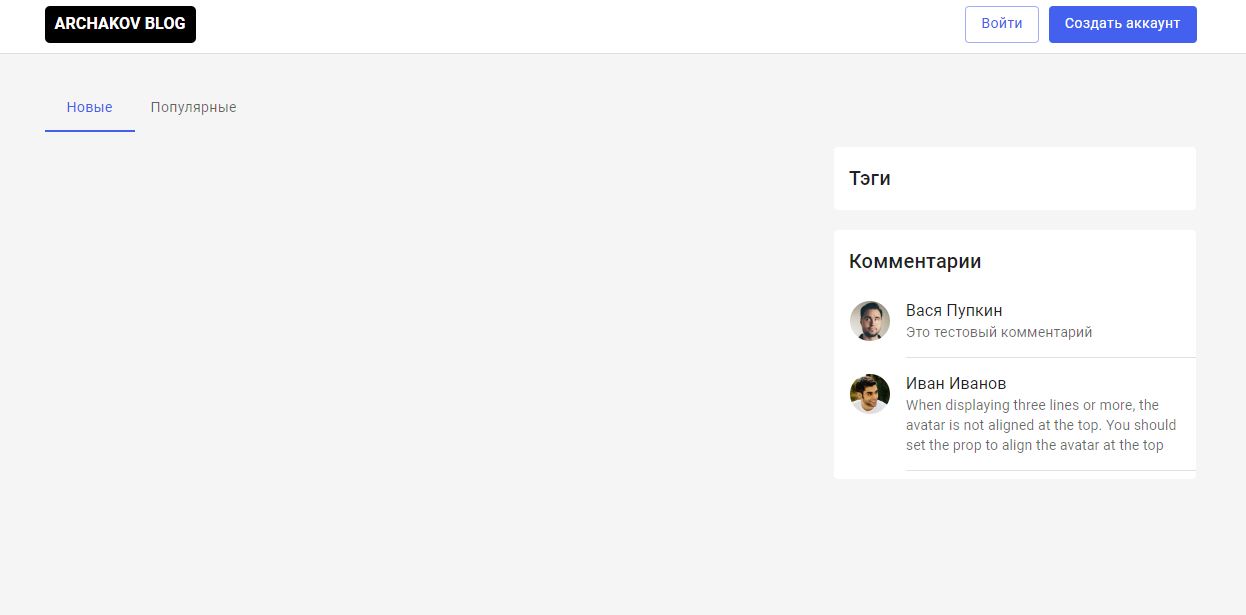 ARCHAKOV BLOG
Войти
Создать аккаунт
Новые
Популярные
Тэги
Комментарии
Вася Пупкин
Это тестовый комментарий
Иван Иванов
When displaying three lines or more, the
avatar is not aligned at the top. You should
set the prop to align the avatar at the top